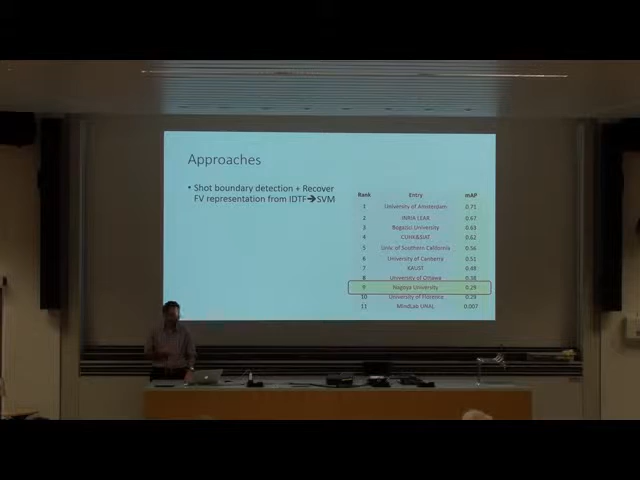 Approaches
• Shot boundary detection + Recover
FV representation from IDTF➔SVM
Rank Entry mAP
1 University of Amsterdam 0.71
2 INRIA LEAR 0.67
3 Bogazici University 0.63
4 CUHK&SIAT 0.62
5 Univ. of Southern California 0.56
6 University of Canberra 0.51
7 KAUST 0.48
8 University of Ottawa 0.38
9 Nagoya University 0.29
10 University of Florence 0.29
11 MindLab UNAL 0.007